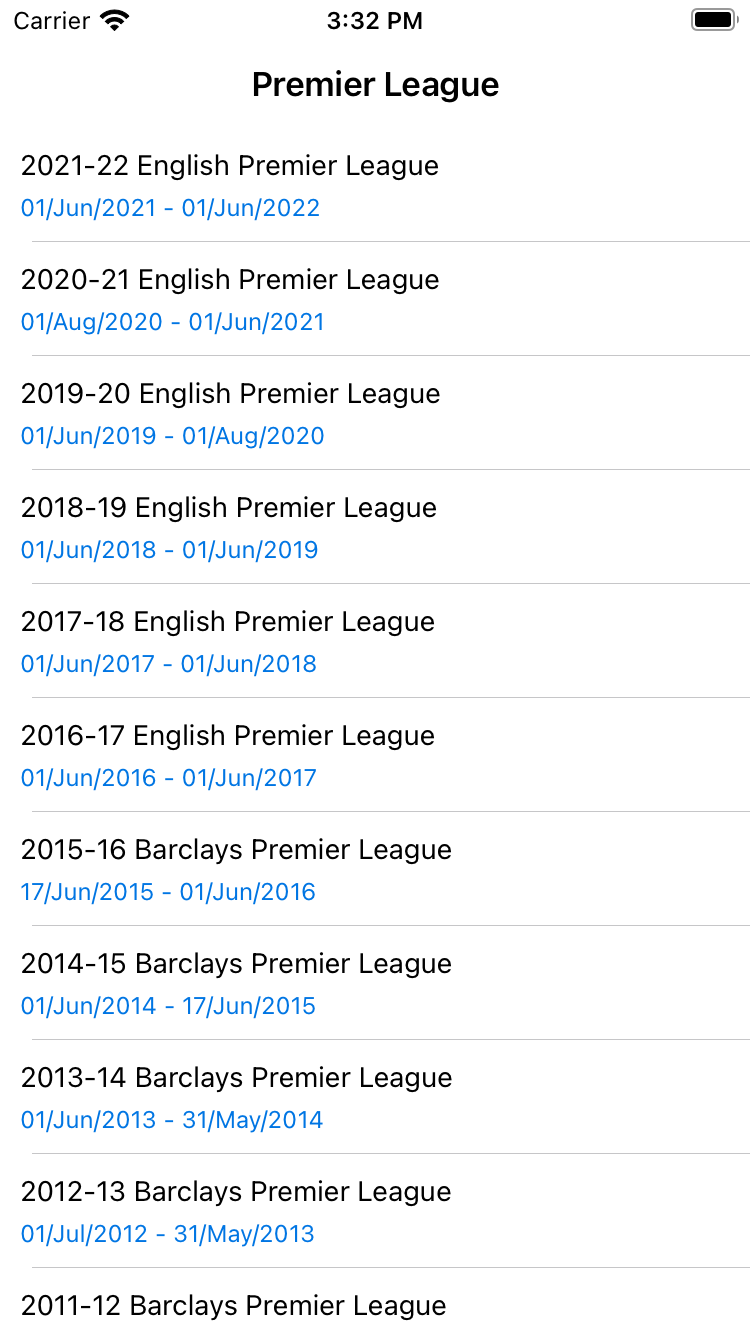 Carrier 3:32 PM
Premier League
2021-22 English Premier League
01/Jun/2021 - 01/Jun/2022
2020-21 English Premier League
01/Aug/2020 - 01/Jun/2021
2019-20 English Premier League
01/Jun/2019 - 01/Aug/2020
2018-19 English Premier League
01/Jun/2018 - 01/Jun/2019
2017-18 English Premier League
01/Jun/2017 - 01/Jun/2018
2016-17 English Premier League
01/Jun/2016 - 01/Jun/2017
2015-16 Barclays Premier League
17/Jun/2015 - 01/Jun/2016
2014-15 Barclays Premier League
01/Jun/2014 - 17/Jun/2015
2013-14 Barclays Premier League
01/Jun/2013 - 31/May/2014
2012-13 Barclays Premier League
01/Jul/2012 - 31/May/2013
2011-12 Barclays Premier League